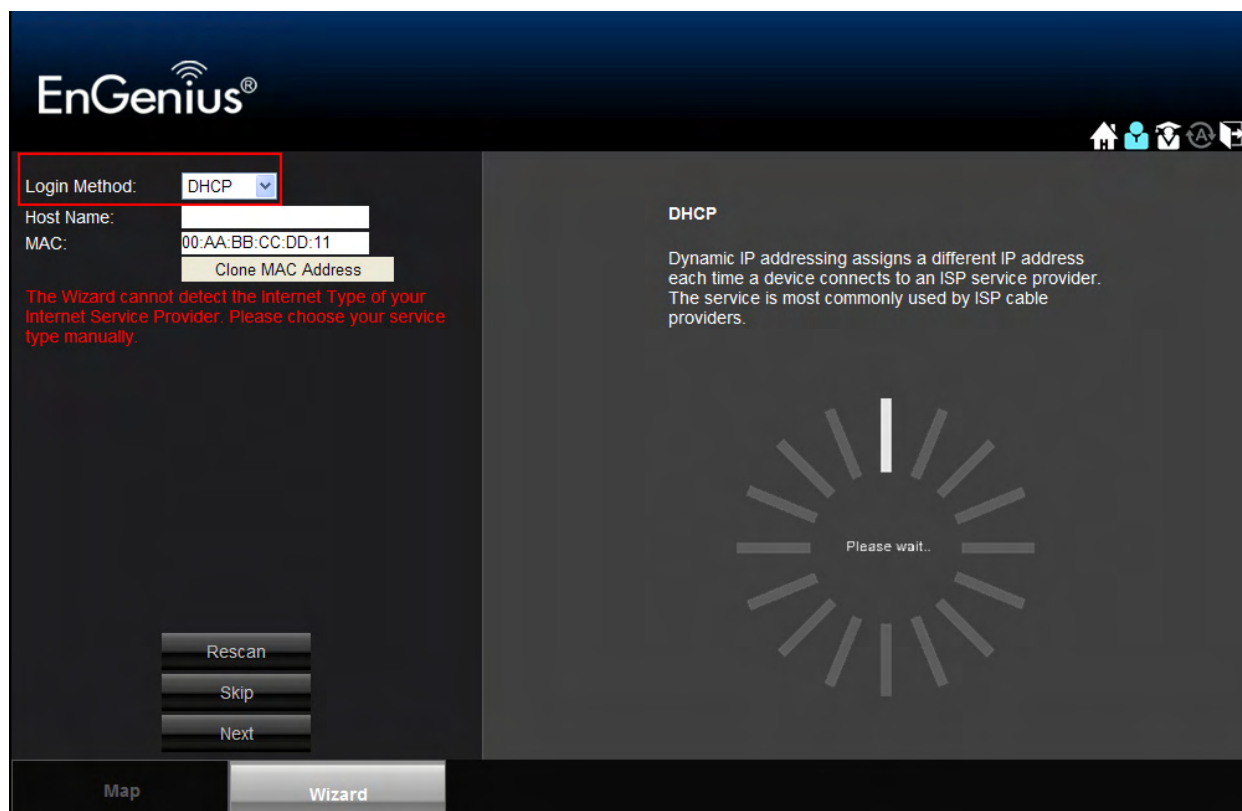 EnGenius®
Login Method: DHCP
Host Name:
MAC: 00:AA:BB:CC:DD:11
Clone MAC Address
The Wizard cannot detect the Internet Type of your
Internet Service Provider. Please choose your service
type manually.
Rescan
Skip
Next
A
DHCP
Dynamic IP addressing assigns a different IP address
each time a device connects to an ISP service provider.
The service is most commonly used by ISP cable
providers.
Please wait..
Map
Wizard